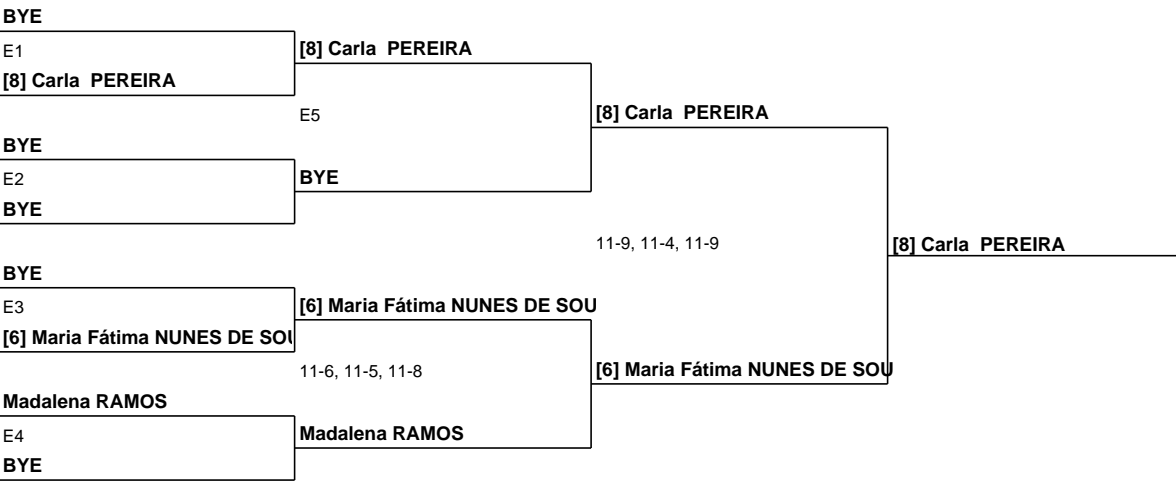 BYE
E1
[8] Carla PEREIRA
[8] Carla PEREIRA
E5
[8] Carla PEREIRA
BYE
E2
BYE
BYE
11-9, 11-4, 11-9
[8] Carla PEREIRA
BYE
E3
[6] Maria Fátima NUNES DE SOU
[6] Maria Fátima NUNES DE SOU
11-6, 11-5, 11-8
[6] Maria Fátima NUNES DE SOU
Madalena RAMOS
E4
BYE
Madalena RAMOS